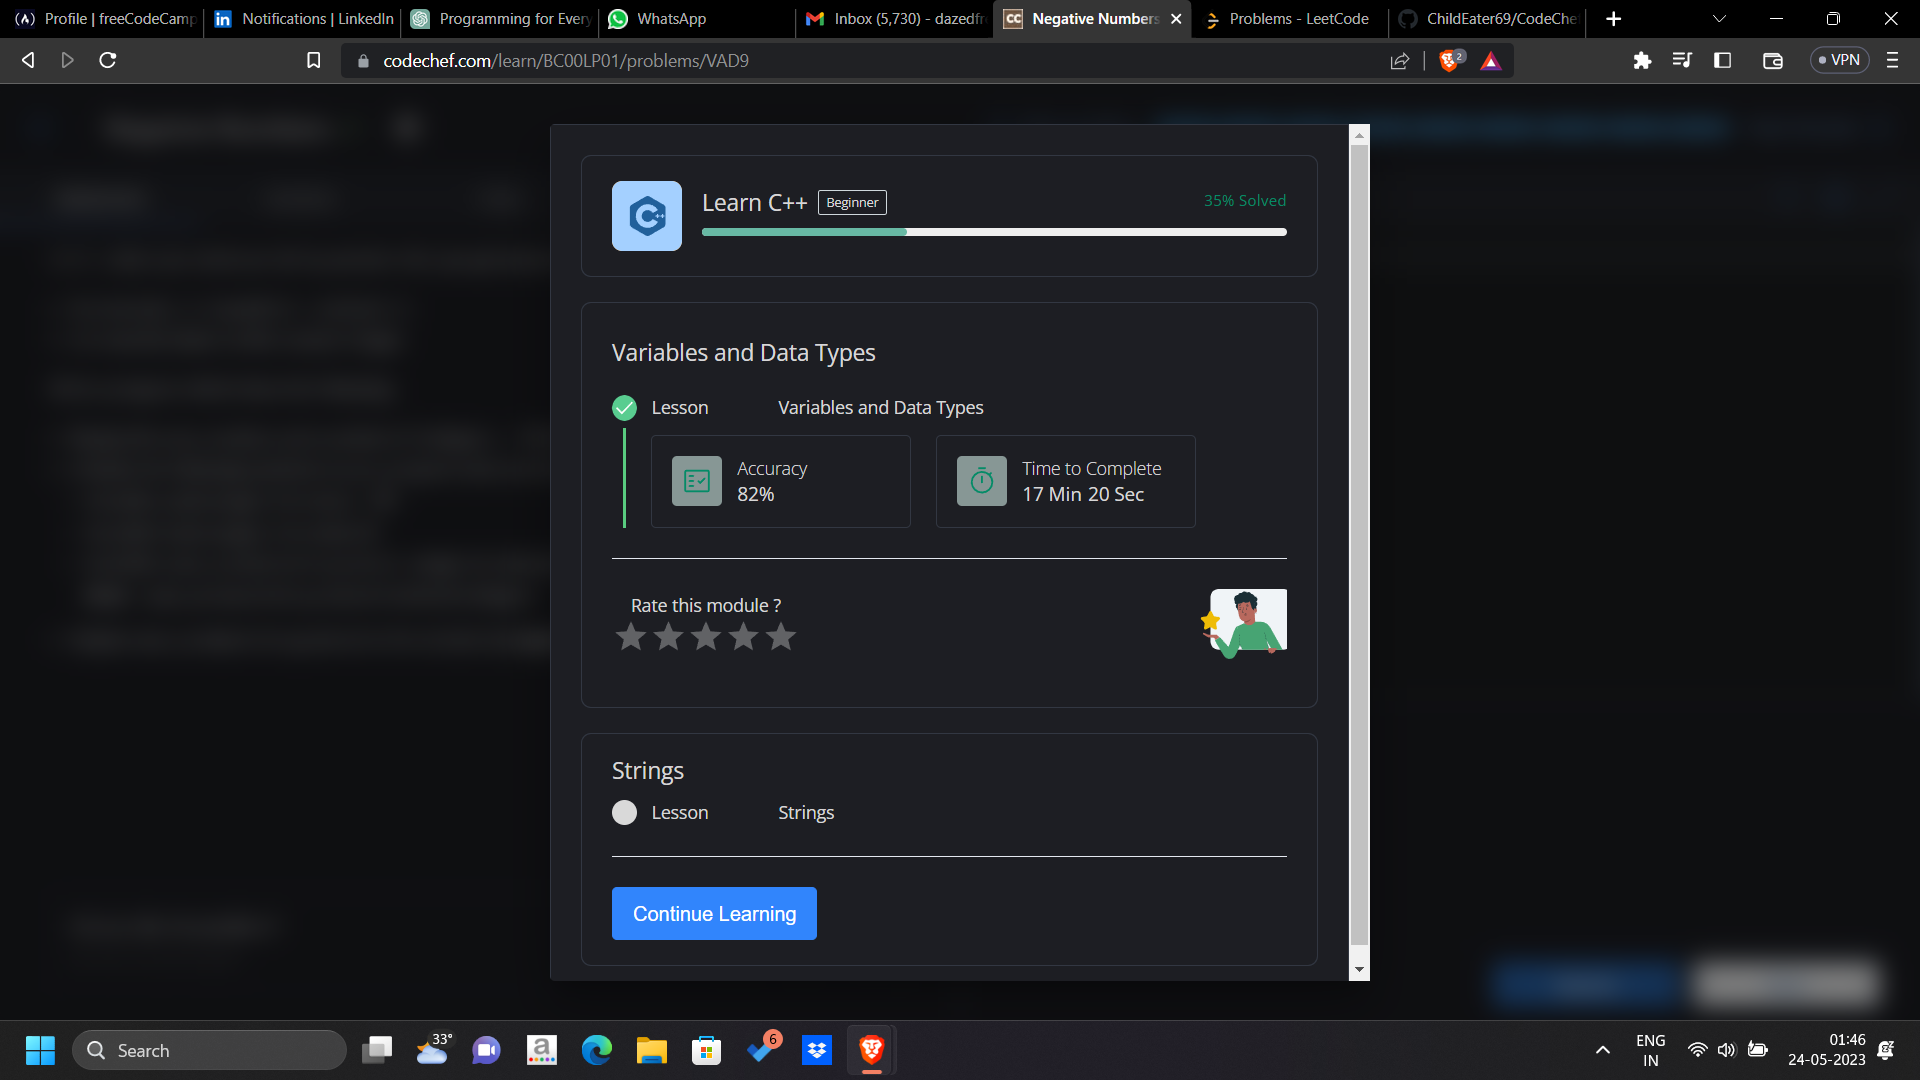 Profile | freeCodeCamp
Notifications | LinkedIn
Programming for Every
WhatsApp
Inbox (5,730) - dazedfr
CC Negative Numbers
Problems - LeetCode
ChildEater69/CodeChe
codechef.com/learn/BC00LP01/problems/VAD9
2
VPN
Learn C++ Beginner
35% Solved
Variables and Data Types
Lesson Variables and Data Types
Accuracy
82%
Time to Complete
17 Min 20 Sec
Rate this module ?
Strings
Lesson Strings
Continue Learning
Search
33°
a
6
ENG
IN
01:46
24-05-2023